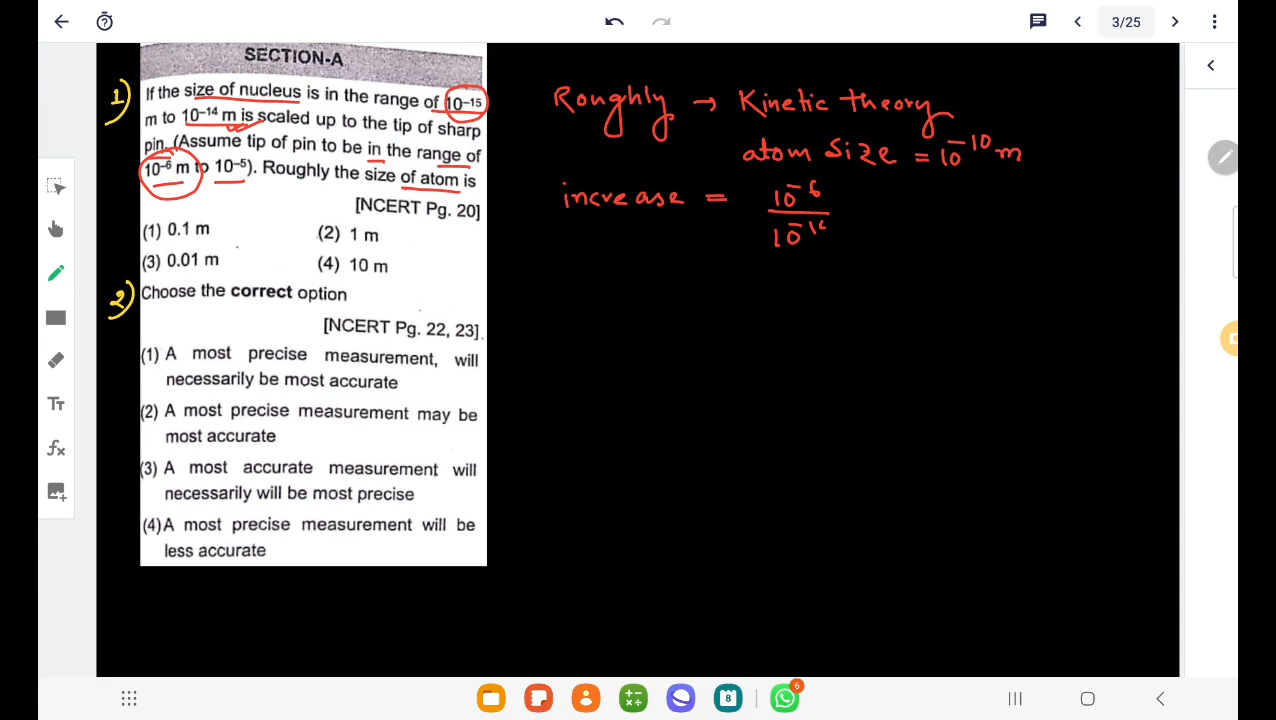 3/25
SECTION-A
1)
If the size of nucleus is in the range of 10⁻¹⁵
m to 10⁻¹⁴ m is scaled up to the tip of sharp
pin. (Assume tip of pin to be in the range of
10⁻⁶ m to 10⁻⁵). Roughly the size of atom is
[NCERT Pg. 20]
(1) 0.1 m
(2) 1 m
(3) 0.01 m
(4) 10 m
2)
Choose the correct option
[NCERT Pg. 22, 23]
(1) A most precise measurement, will
necessarily be most accurate
(2) A most precise measurement may be
most accurate
(3) A most accurate measurement will
necessarily will be most precise
(4) A most precise measurement will be
less accurate
Roughly → Kinetic theory
atom size = 10⁻¹⁰ m
increase = 10⁻⁶
Tт
fx
8
6